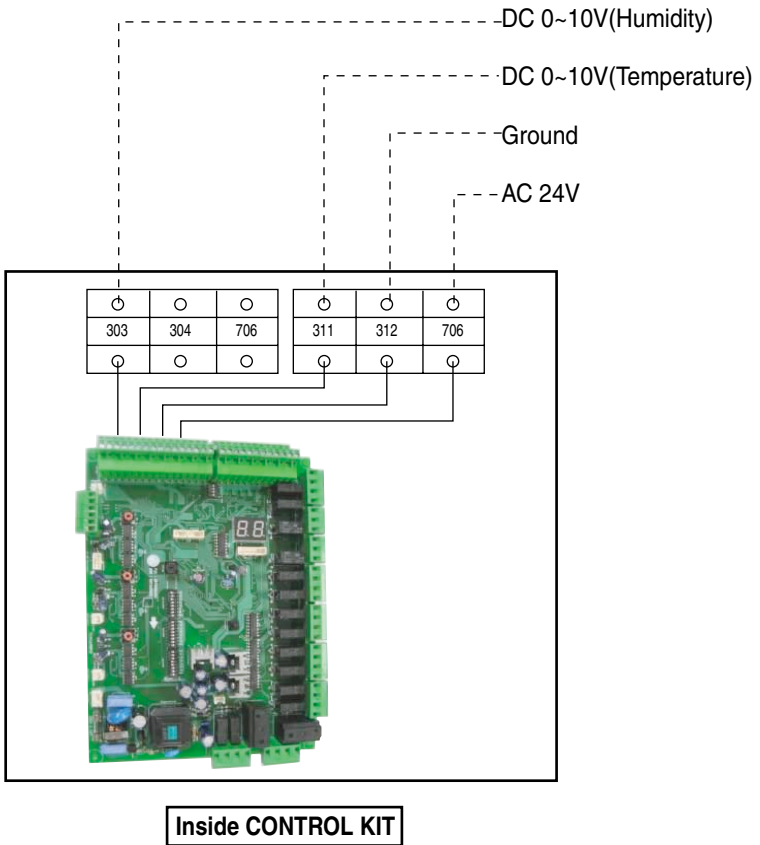 DC 0~10V(Humidity)
DC 0~10V(Temperature)
Ground
AC 24V
303 304 706 311 312 706
Inside CONTROL KIT